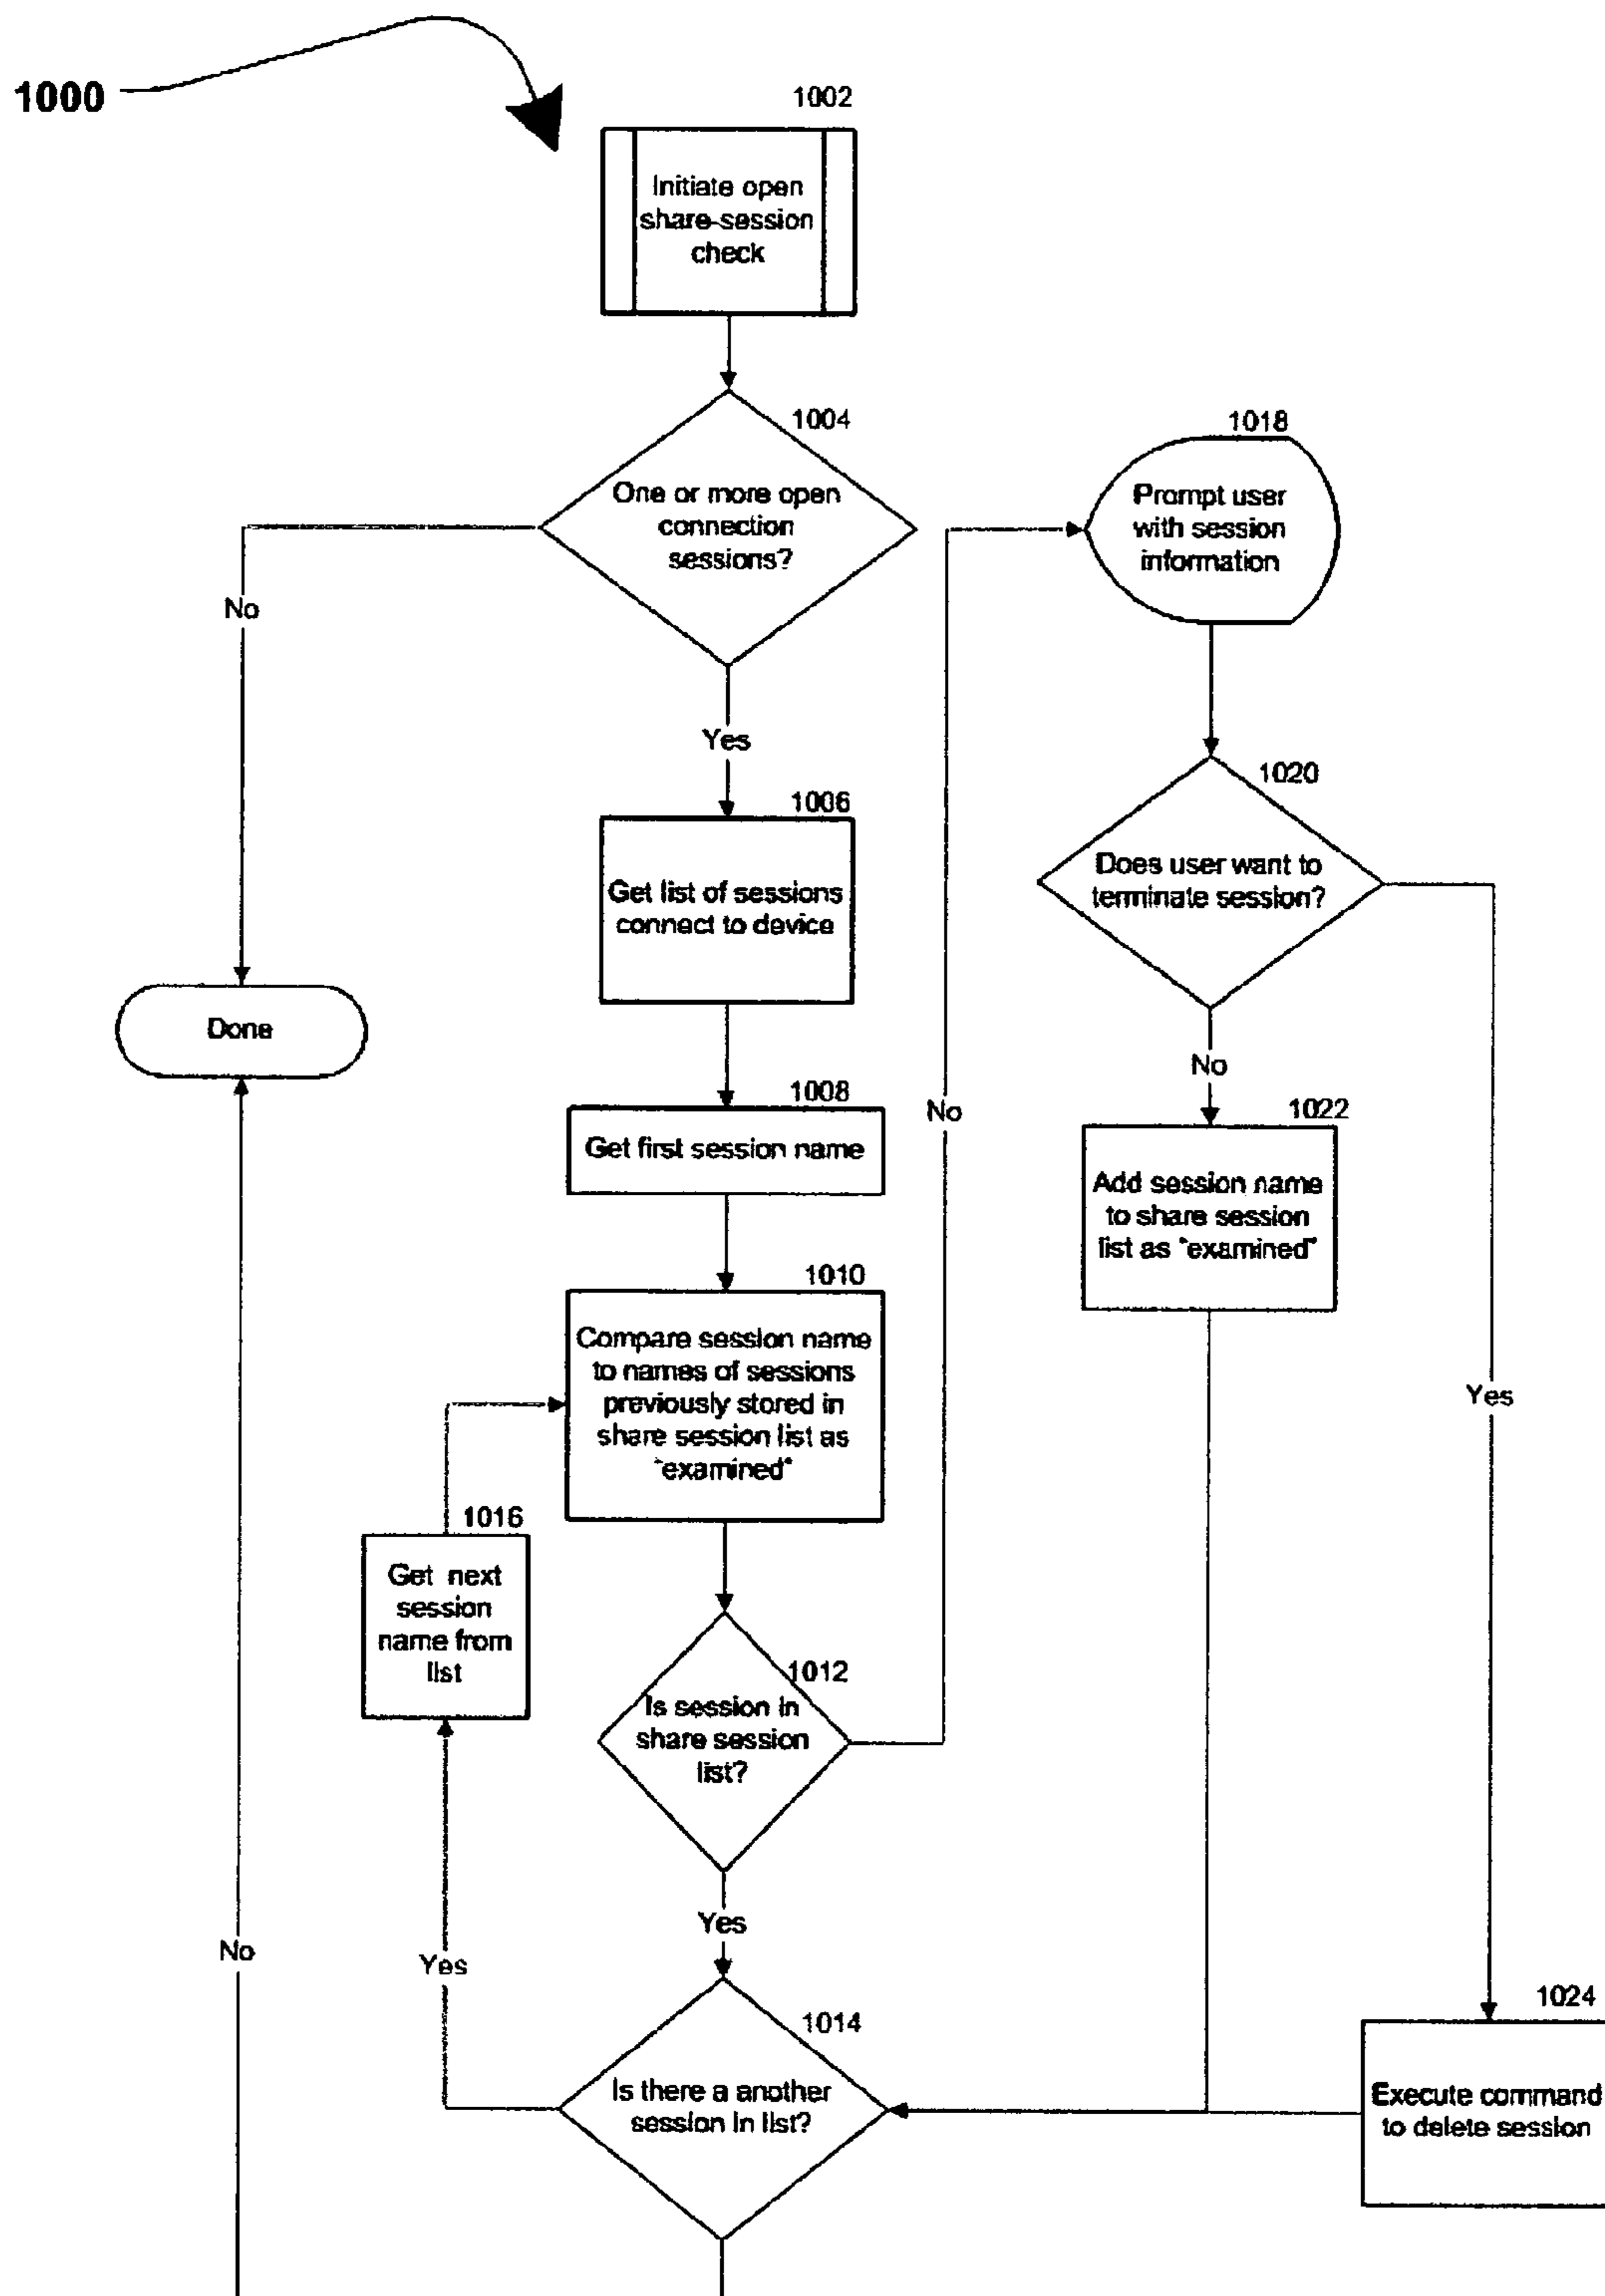 1000
1002
Initiate open
share-session
check
1004
One or more open
connection
sessions?
No
Yes
1006
Get list of sessions
connect to device
Done
1008
Get first session name
1010
Compare session name
to names of sessions
previously stored in
share session list as
"examined"
1016
Get next
session
name from
list
1012
Is session in
share session
list?
No
Yes
1014
Is there a another
session in list?
Yes
No
1018
Prompt user
with session
information
1020
Does user want to
terminate session?
No
1022
Add session name
to share session
list as "examined"
Yes
1024
Execute command
to delete session